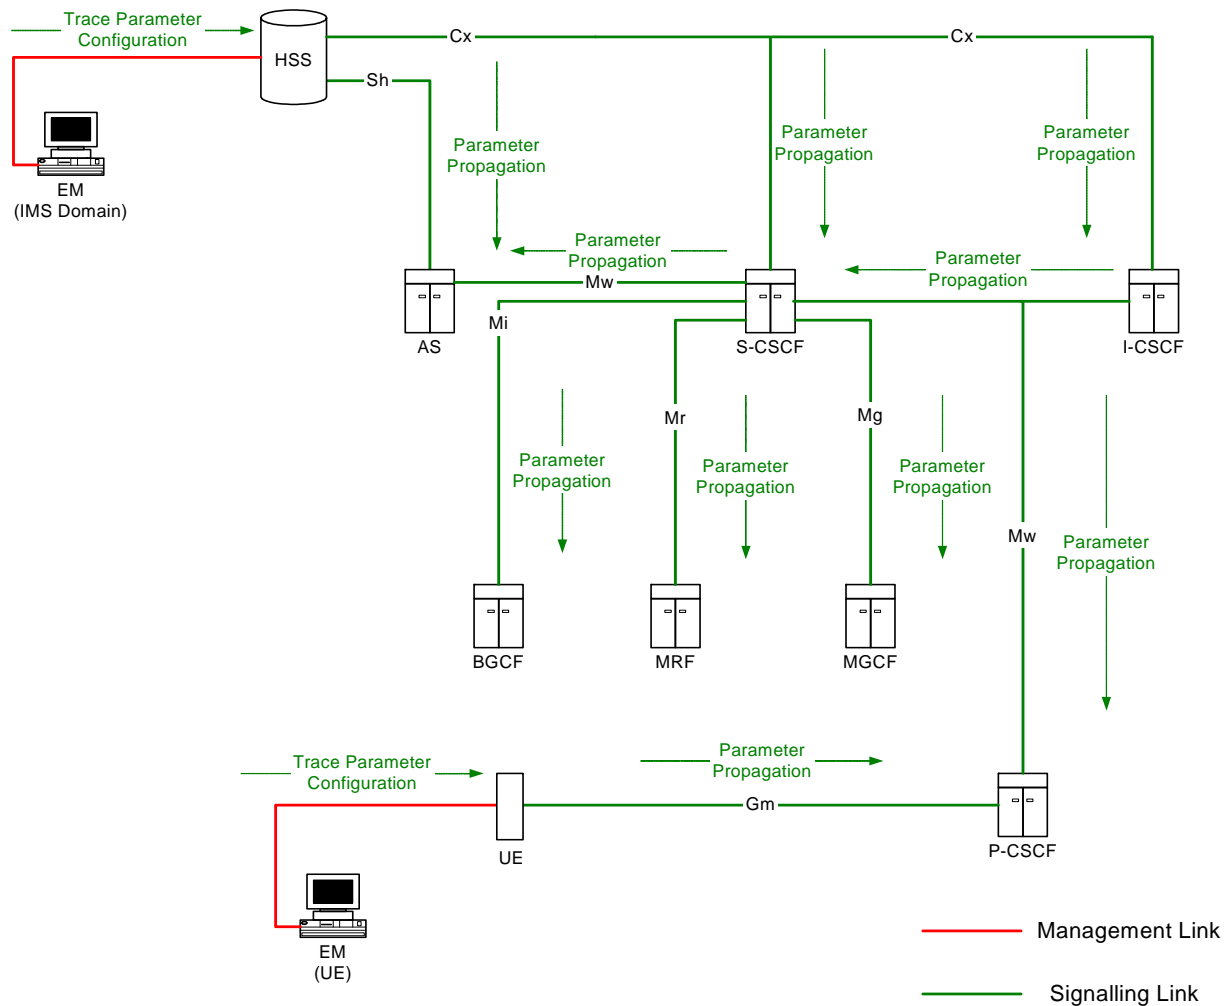 Trace Parameter
Configuration
HSS
Cx
Cx
Sh
EM
(IMS Domain)
Parameter
Propagation
Parameter
Propagation
Parameter
Propagation
Parameter
Propagation
Parameter
Propagation
Mw
AS
Mi
S-CSCF
I-CSCF
Mr
Mg
Parameter
Propagation
Parameter
Propagation
Parameter
Propagation
Mw
Parameter
Propagation
BGCF
MRF
MGCF
Trace Parameter
Configuration
Parameter
Propagation
Gm
UE
P-CSCF
EM
(UE)
Management Link
Signalling Link